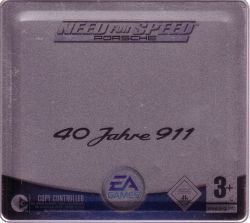 NEED FOR SPEED
PORSCHE
40 Jahre 911
COPY CONTROLLED
EA
GAMES
3+